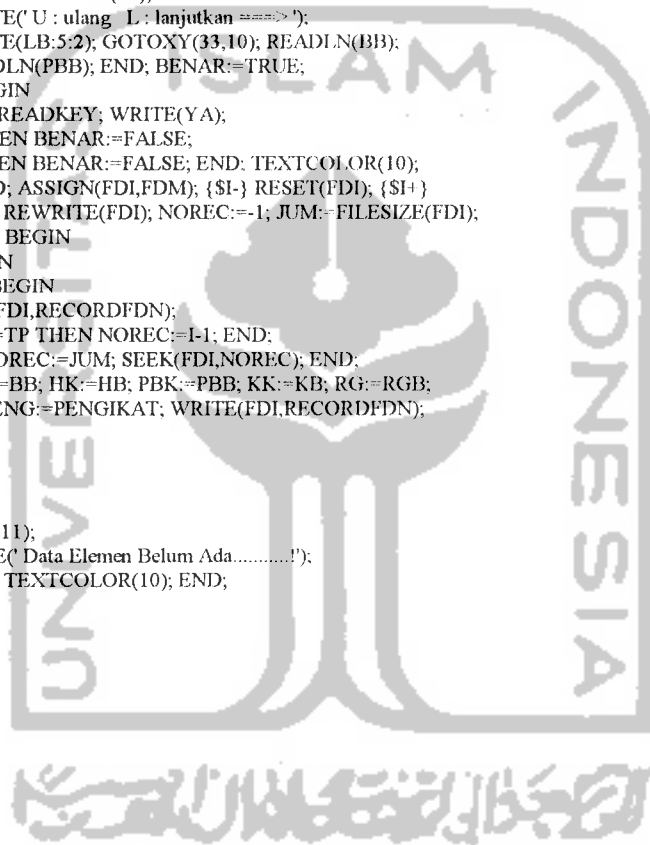 TE(' U : ulang L : lanjutkan ===> ');
TE(LB:5:2); GOTOXY(33,10); READLN(BB);
DLN(PBB); END; BENAR:=TRUE;
GIN
READKEY; WRITE(YA);
EN BENAR:=FALSE;
EN BENAR:=FALSE; END; TEXTCOLOR(10);
D; ASSIGN(FDI,FDM); {$I-} RESET(FDI); {$I+}
REWRITE(FDI); NOREC:=-1; JUM:=FILESIZE(FDI);
BEGIN
N
BEGIN
FDI,RECORDFDN);
=TP THEN NOREC:=I-1; END;
OREC:=JUM; SEEK(FDI,NOREC); END;
=BB; HK:=HB; PBK:=PBB; KK:=KB; RG:=RGB;
ENG:=PENGIKAT; WRITE(FDI,RECORDFDN);
11);
E(' Data Elemen Belum Ada..........!');
TEXTCOLOR(10); END;
ISLAM
UNIVERSITAS
INDONESIA